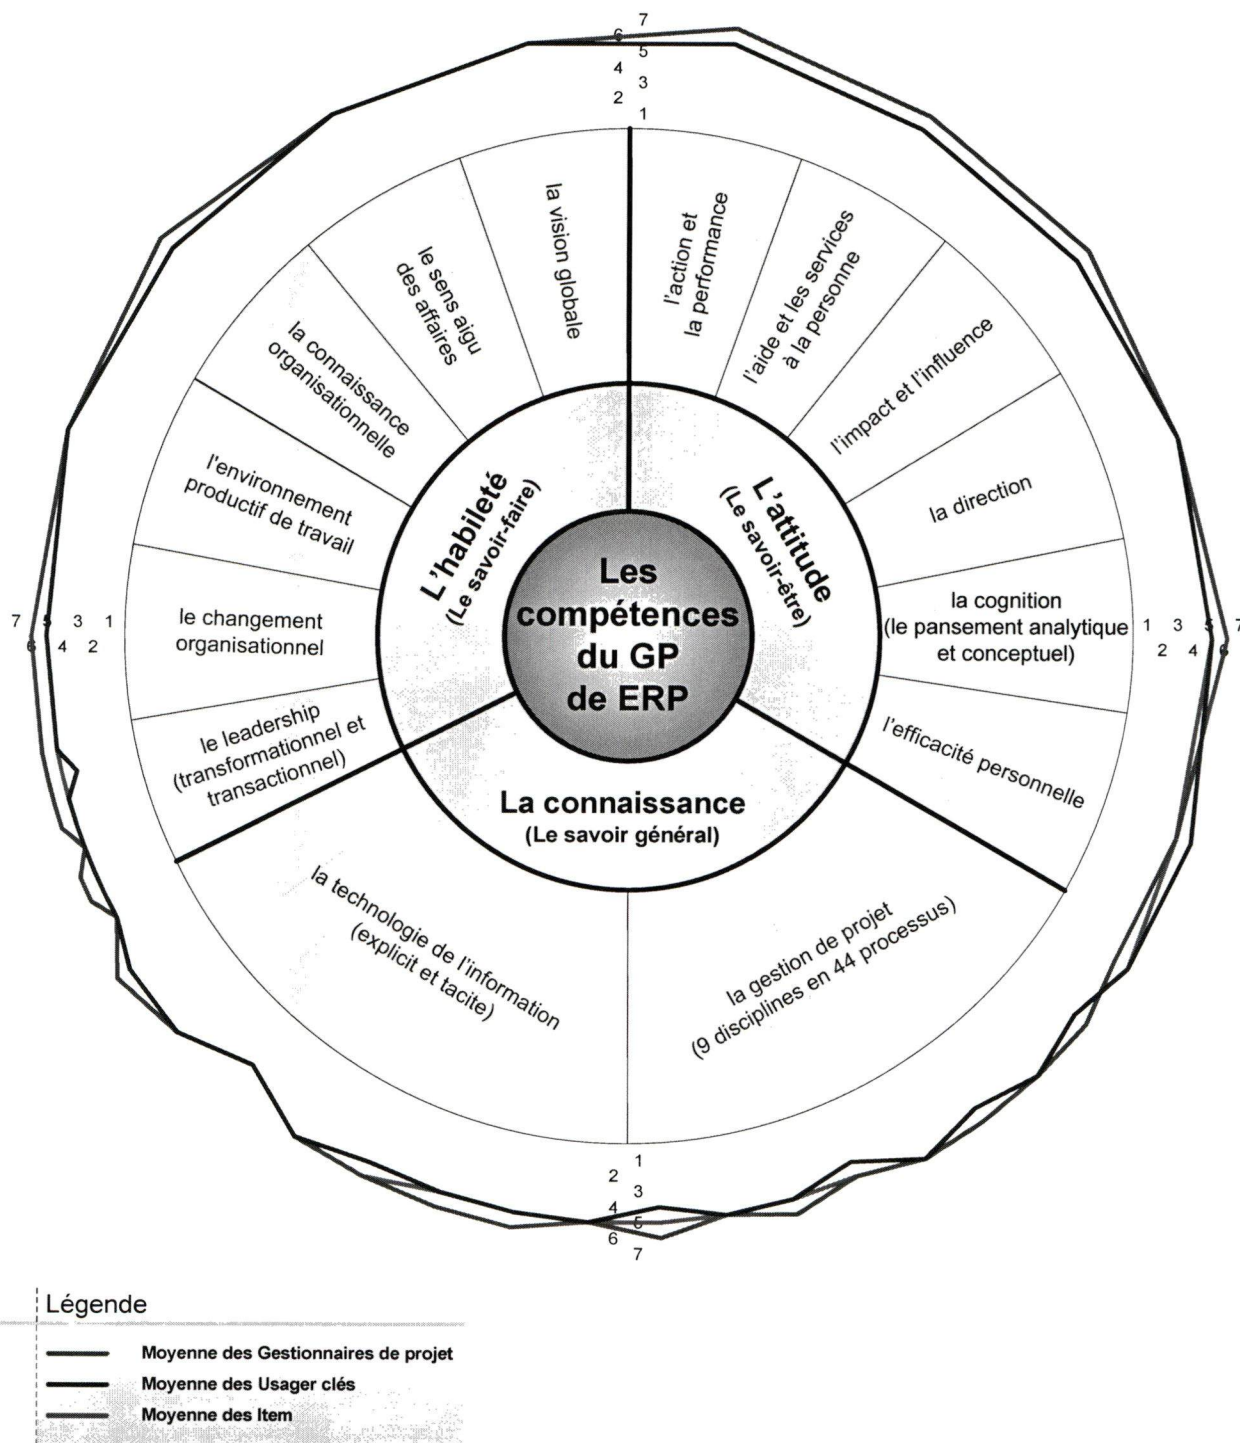 7
6
5
4
3
2
1
la vision globale
l'action et
la performance
le sens aigu
des affaires
l'aide et les services
à la personne
la connaissance
organisationnelle
l'impact et l'influence
l'environnement
productif de travail
la direction
L'habileté
(Le savoir-faire)
L'attitude
(Le savoir-être)
Les
compétences
du GP
de ERP
7 5 3 1
6 4 2
le changement
organisationnel
la cognition
(le pansement analytique
et conceptuel)
1 3 5 7
2 4 6
le leadership
(transformationnel et
transactionnel)
l'efficacité personnelle
La connaissance
(Le savoir général)
la technologie de l'information
(explicit et tacite)
la gestion de projet
(9 disciplines en 44 processus)
1
2
3
4
5
6
7
Légende
Moyenne des Gestionnaires de projet
Moyenne des Usager clés
Moyenne des Item